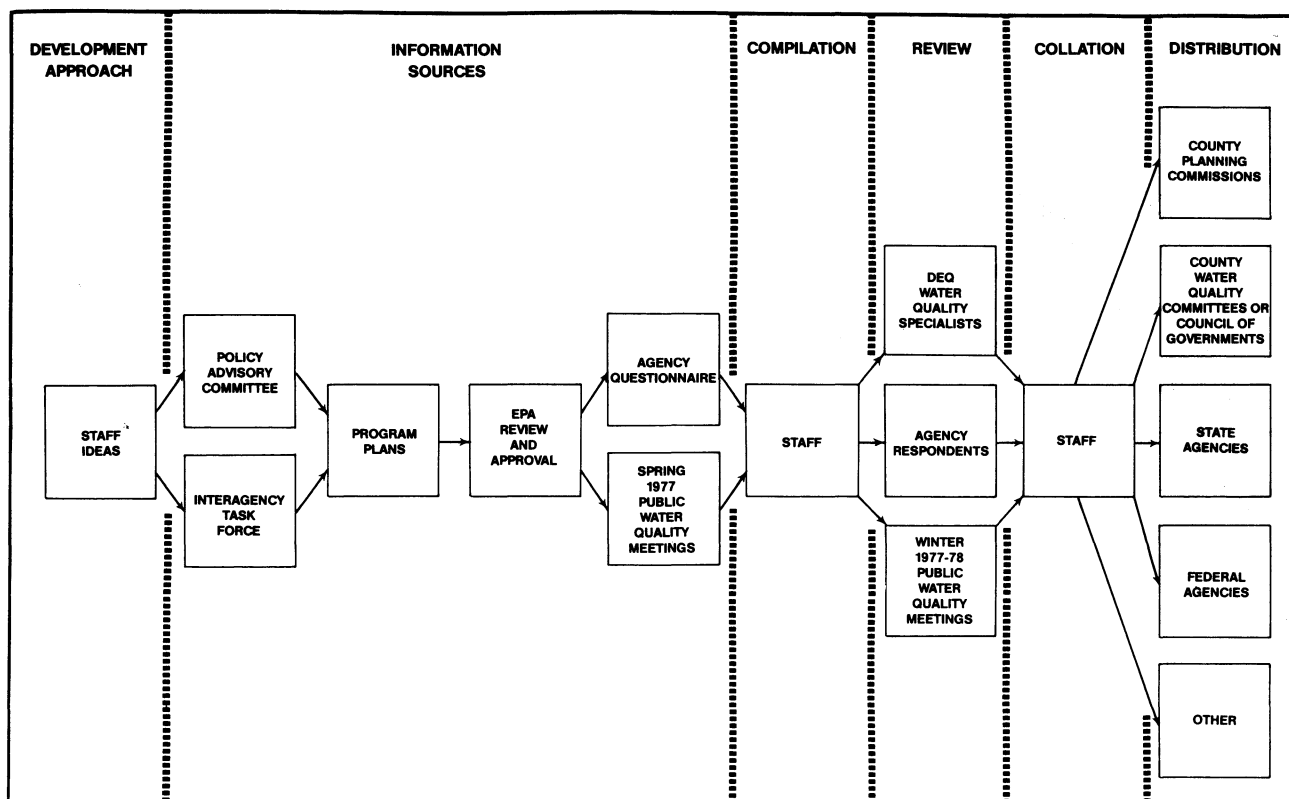 DEVELOPMENT
APPROACH
INFORMATION
SOURCES
COMPILATION
REVIEW
COLLATION
DISTRIBUTION
STAFF
IDEAS
POLICY
ADVISORY
COMMITTEE
INTERAGENCY
TASK
FORCE
PROGRAM
PLANS
EPA
REVIEW
AND
APPROVAL
AGENCY
QUESTIONNAIRE
SPRING
1977
PUBLIC
WATER
QUALITY
MEETINGS
STAFF
DEQ
WATER
QUALITY
SPECIALISTS
AGENCY
RESPONDENTS
WINTER
1977-78
PUBLIC
WATER
QUALITY
MEETINGS
STAFF
COUNTY
PLANNING
COMMISSIONS
COUNTY
WATER
QUALITY
COMMITTEES OR
COUNCIL OF
GOVERNMENTS
STATE
AGENCIES
FEDERAL
AGENCIES
OTHER